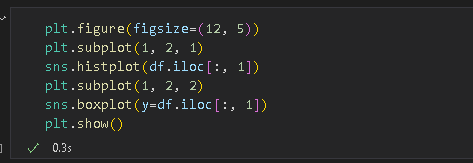 plt.figure(figsize=(12, 5))
plt.subplot(1, 2, 1)
sns.histplot(df.iloc[:, 1])
plt.subplot(1, 2, 2)
sns.boxplot(y=df.iloc[:, 1])
plt.show()
0.3s